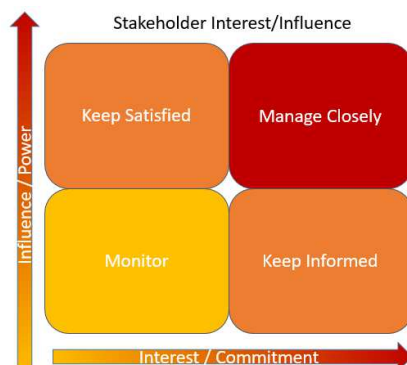 Stakeholder Interest/Influence
Influence / Power
Keep Satisfied
Manage Closely
Monitor
Keep Informed
Interest / Commitment